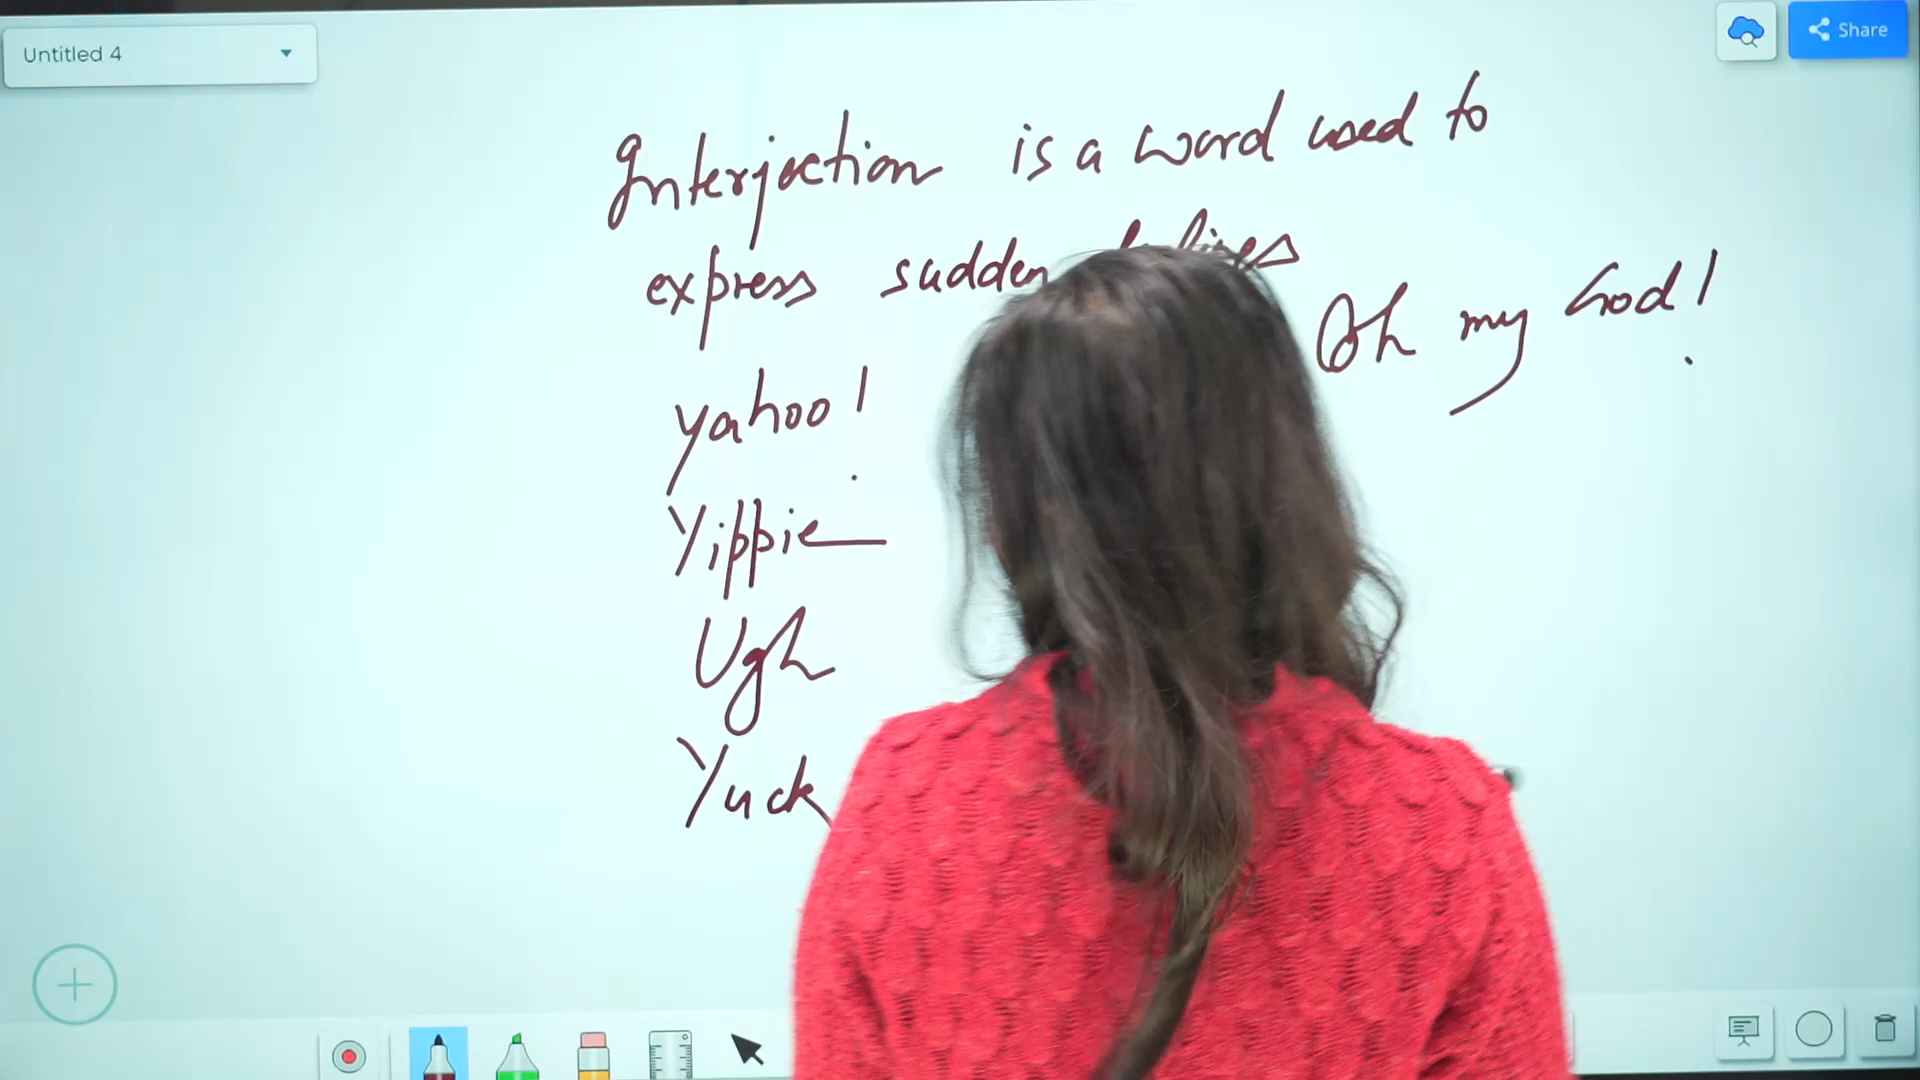 Untitled 4
Share
Interjection is a word used to
express sudden
Oh my God!
yahoo!
Yippie
Ugh
Yuck